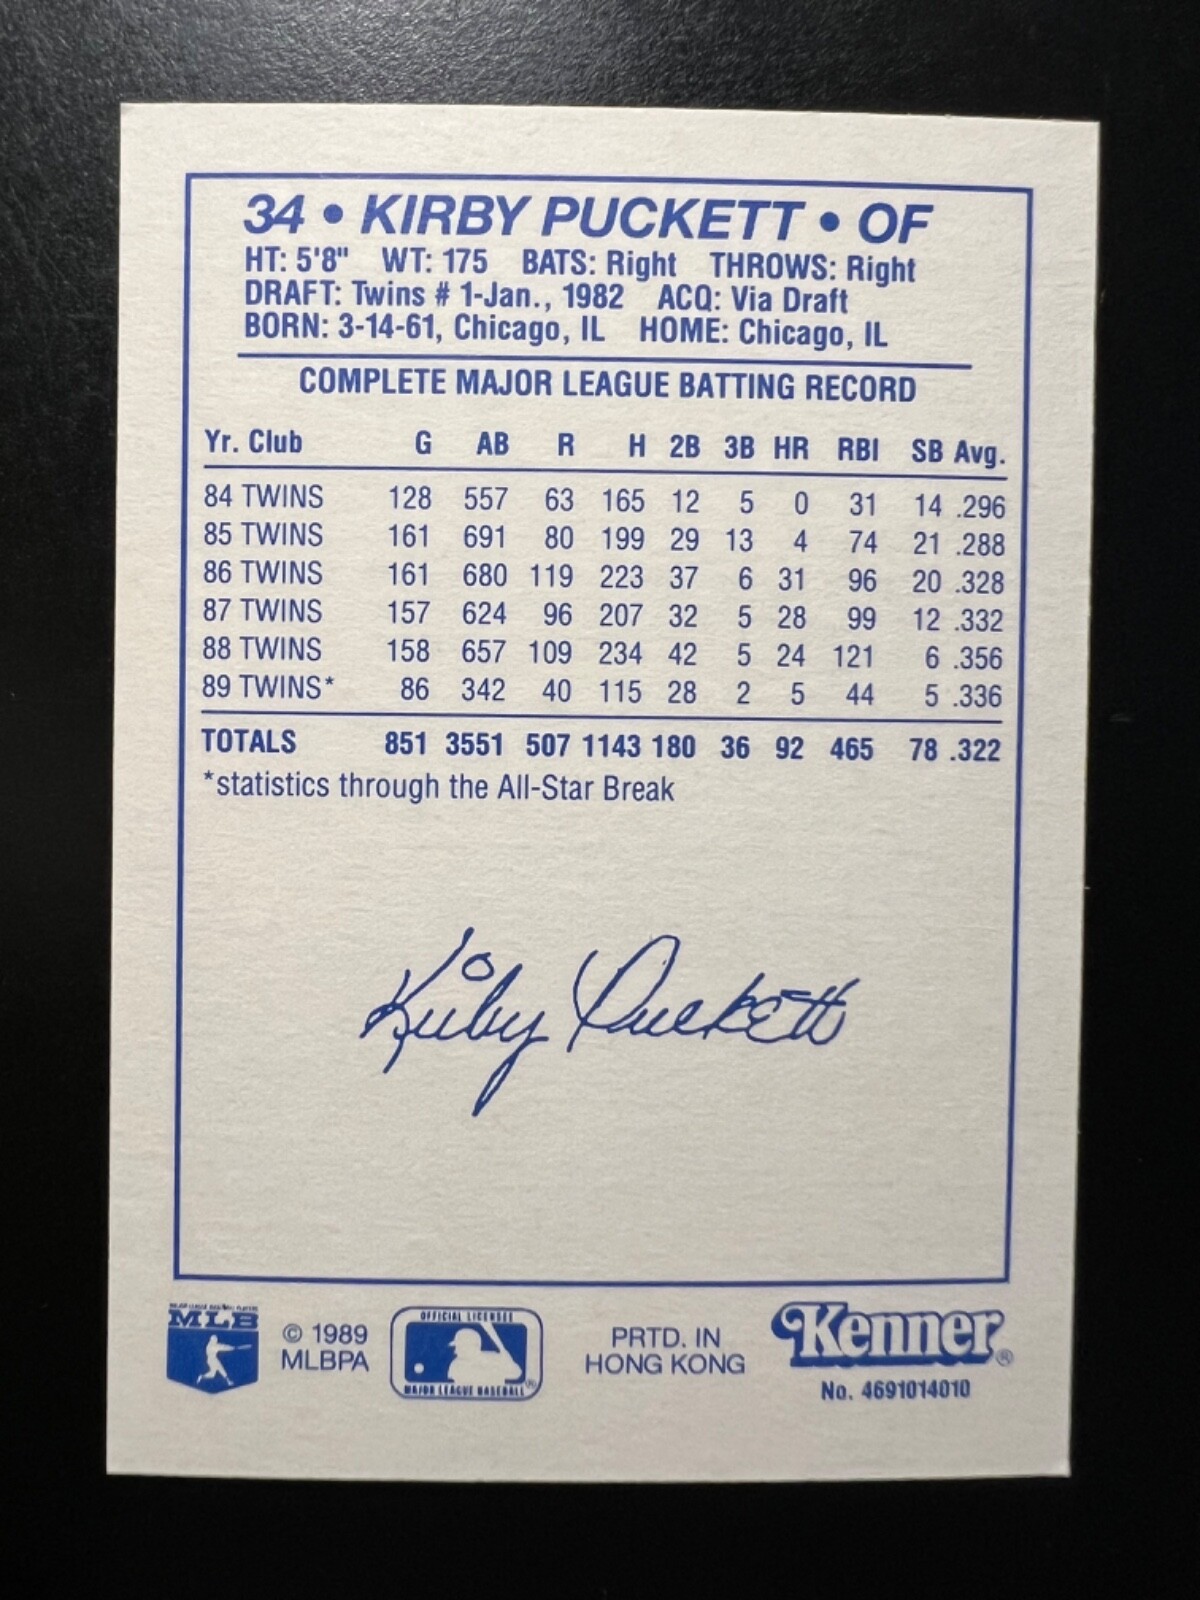 34 • KIRBY PUCKETT • OF
HT: 5'8" WT: 175 BATS: Right THROWS: Right
DRAFT: Twins # 1-Jan., 1982 ACQ: Via Draft
BORN: 3-14-61, Chicago, IL HOME: Chicago, IL
COMPLETE MAJOR LEAGUE BATTING RECORD
Yr. Club G AB R H 2B 3B HR RBI SB Avg.
84 TWINS 128 557 63 165 12 5 0 31 14 .296
85 TWINS 161 691 80 199 29 13 4 74 21 .288
86 TWINS 161 680 119 223 37 6 31 96 20 .328
87 TWINS 157 624 96 207 32 5 28 99 12 .332
88 TWINS 158 657 109 234 42 5 24 121 6 .356
89 TWINS* 86 342 40 115 28 2 5 44 5 .336
TOTALS 851 3551 507 1143 180 36 92 465 78 .322
*statistics through the All-Star Break
Kirby Puckett
MAJOR LEAGUE BASEBALL PLAYERS
MLB
© 1989
MLBPA
OFFICIAL LICENSEE
MAJOR LEAGUE BASEBALL ®
PRTD. IN
HONG KONG
Kenner®
No. 4691014010